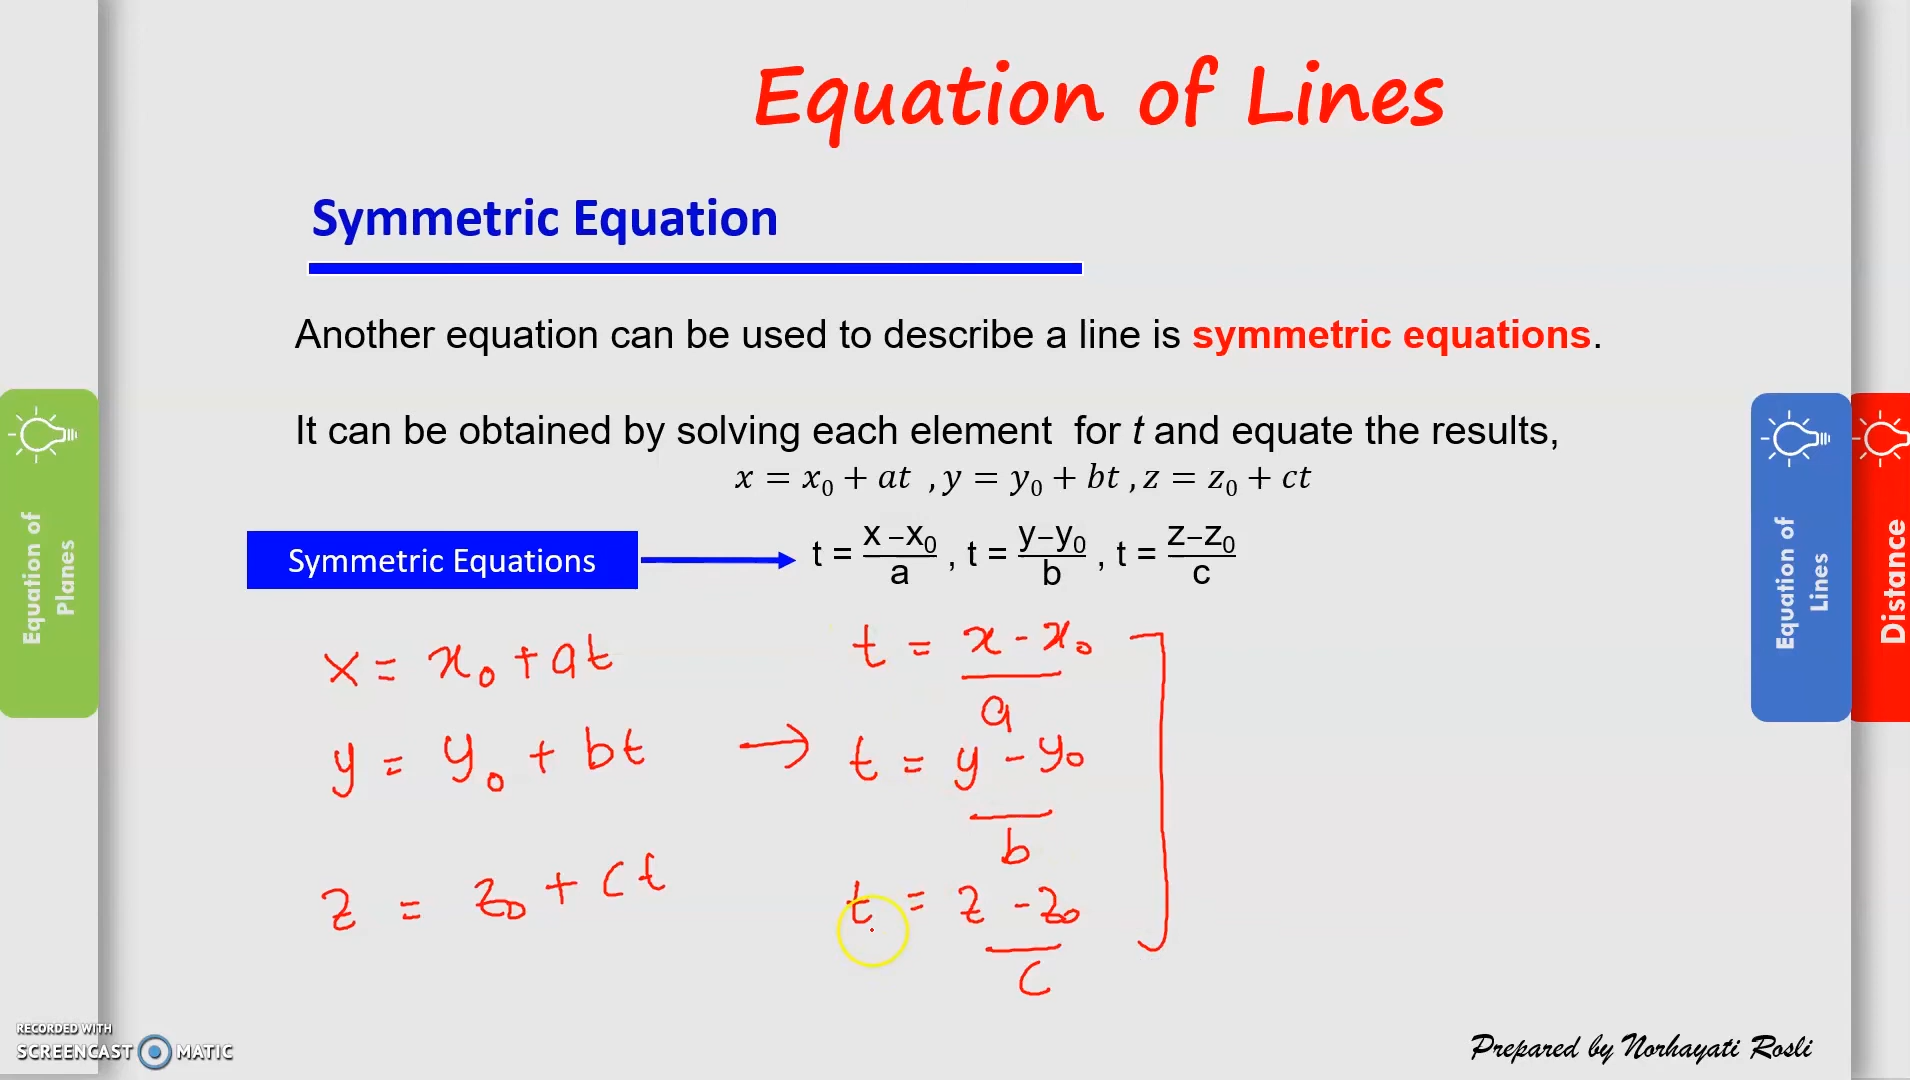 Equation of Lines
Symmetric Equation
Another equation can be used to describe a line is symmetric equations.
It can be obtained by solving each element for t and equate the results,
x = x₀ + at , y = y₀ + bt , z = z₀ + ct
Symmetric Equations
t = (x–x₀)/a , t = (y–y₀)/b , t = (z–z₀)/c
x = x₀ + at
y = y₀ + bt
z = z₀ + ct
→
t = (x - x₀)/a
t = (y - y₀)/b
t = (z - z₀)/c
Equation of
Planes
Equation of
Lines
Distance
RECORDED WITH
SCREENCAST MATIC
Prepared by Norhayati Rosli